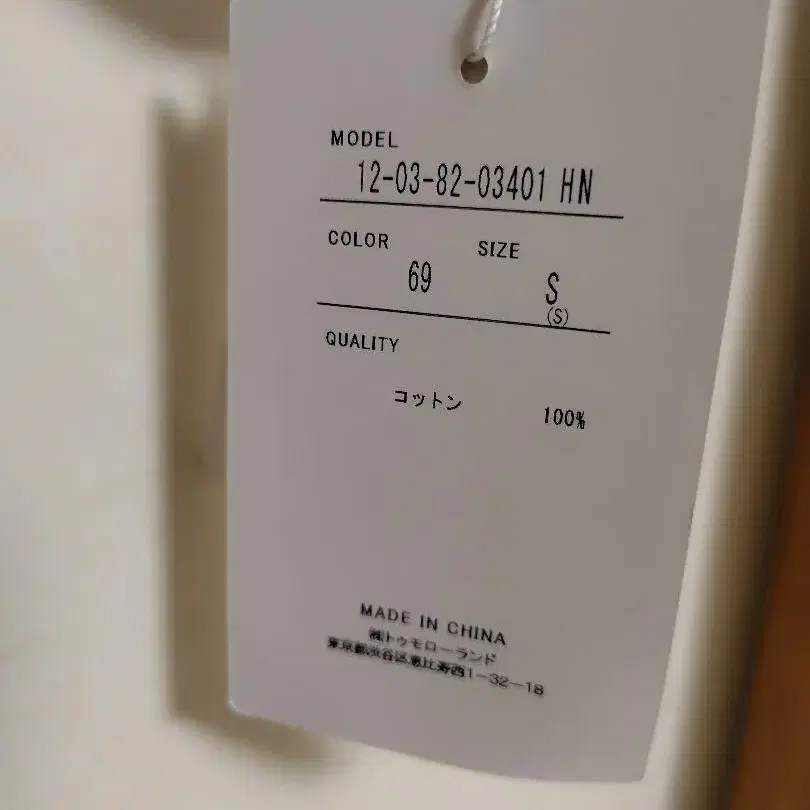 MODEL
12-03-82-03401 HN
COLOR SIZE
69 S
(S)
QUALITY
コットン 100%
MADE IN CHINA
㈱トゥモローランド
東京都渋谷区恵比寿西1-32-18